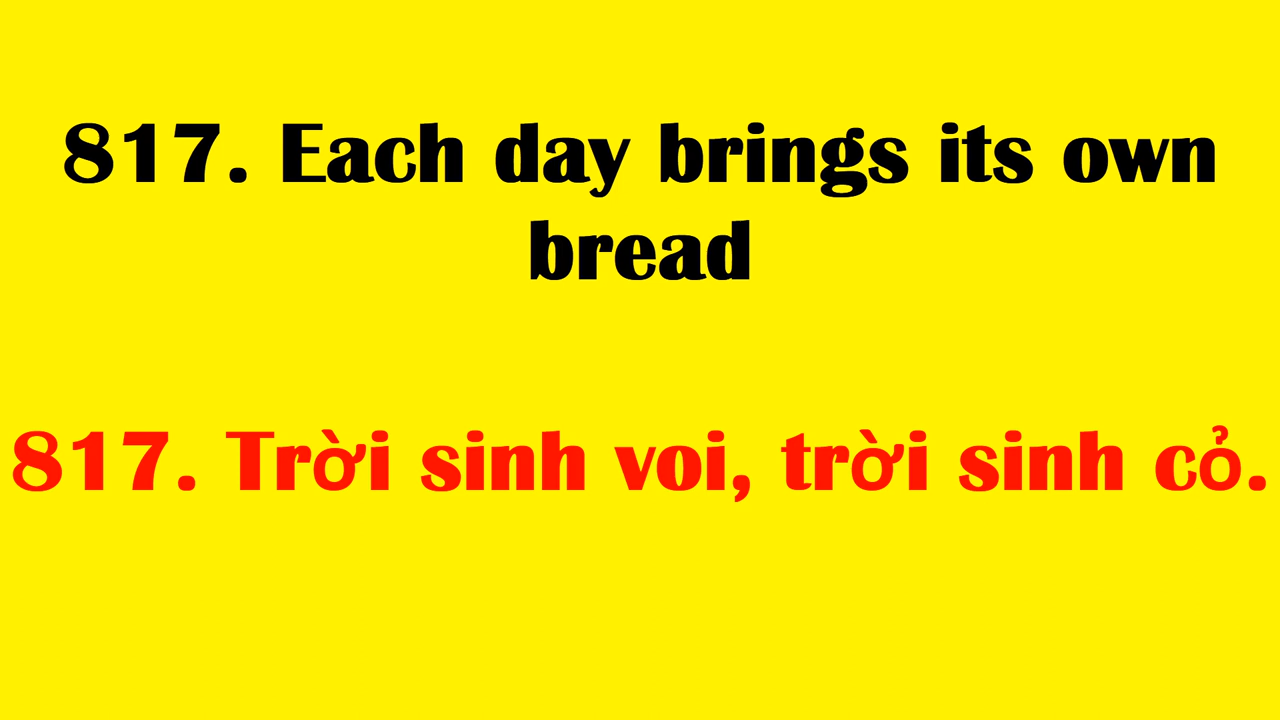 817. Each day brings its own
bread
817. Trời sinh voi, trời sinh cỏ.